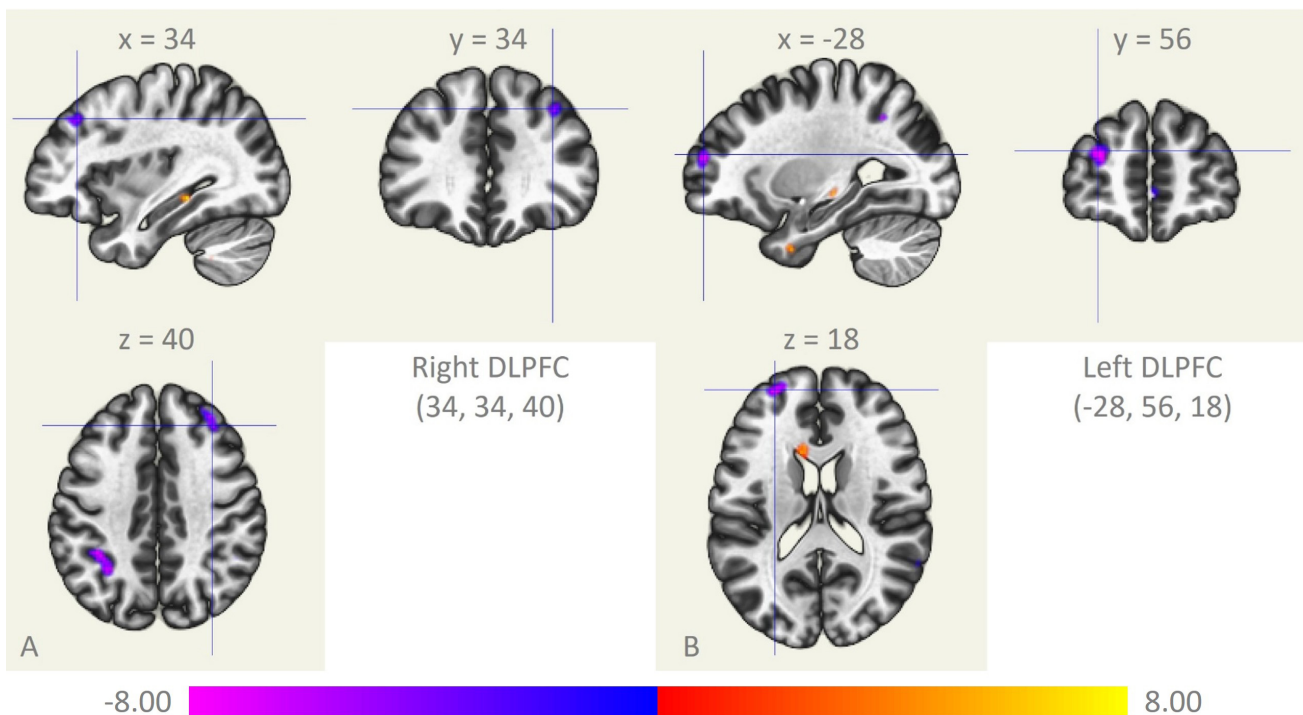 x = 34
y = 34
x = -28
y = 56
z = 40
Right DLPFC
(34, 34, 40)
z = 18
Left DLPFC
(-28, 56, 18)
A
B
-8.00
8.00